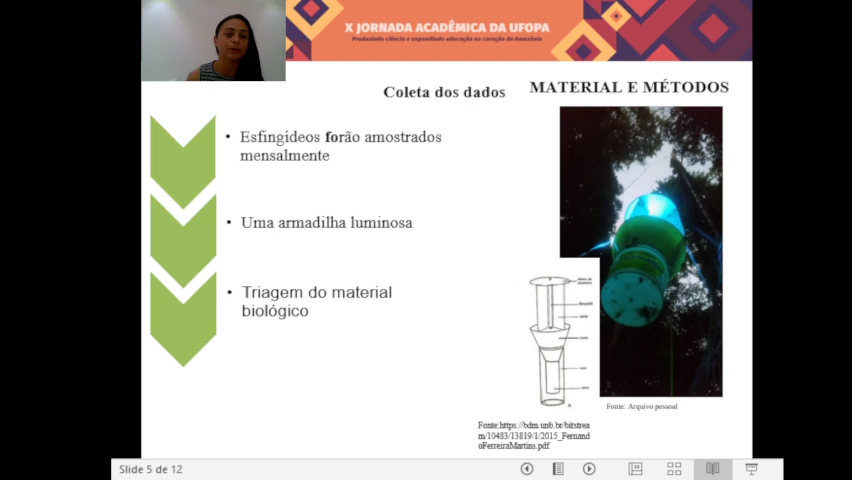 X JORNADA ACADÊMICA DA UFOPA
Produzindo ciência e expandindo educação no coração da Amazônia
Coleta dos dados
MATERIAL E MÉTODOS
• Esfingídeos forão amostrados
mensalmente
• Uma armadilha luminosa
• Triagem do material
biológico
A
Fonte: Arquivo pessoal
Fonte:https://bdm.unb.br/bitstrea
m/10483/13819/1/2015_Fernand
oFerreiraMartins.pdf
Slide 5 de 12